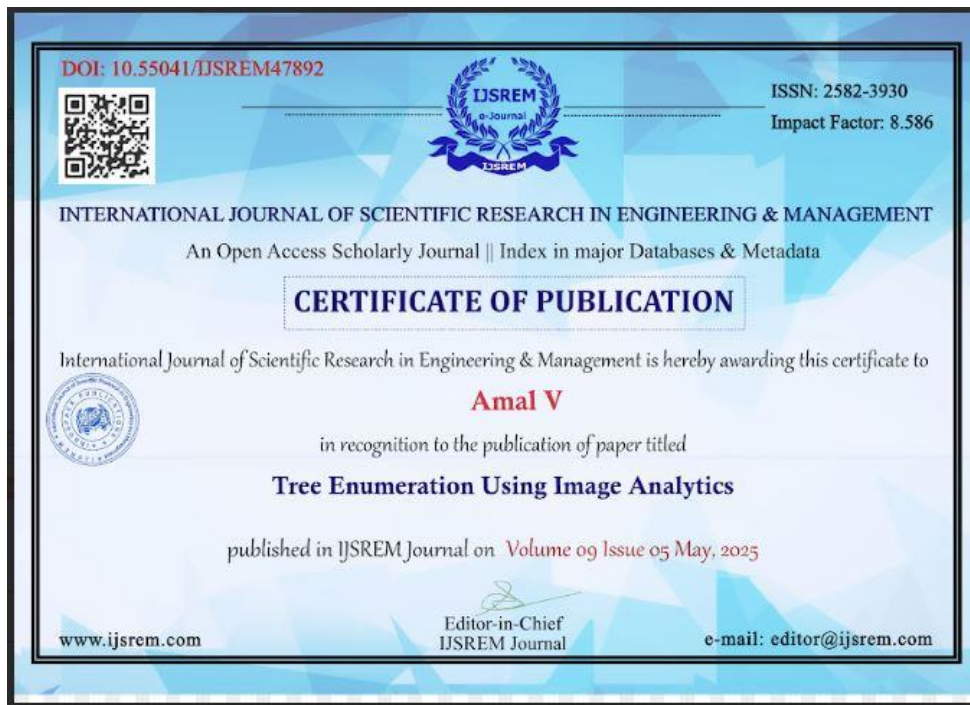 DOI: 10.55041/IJSREM47892
IJSREM
e-Journal
IJSREM
ISSN: 2582-3930
Impact Factor: 8.586
INTERNATIONAL JOURNAL OF SCIENTIFIC RESEARCH IN ENGINEERING & MANAGEMENT
An Open Access Scholarly Journal || Index in major Databases & Metadata
CERTIFICATE OF PUBLICATION
International Journal of Scientific Research in Engineering & Management is hereby awarding this certificate to
Amal V
in recognition to the publication of paper titled
Tree Enumeration Using Image Analytics
published in IJSREM Journal on Volume 09 Issue 05 May, 2025
Editor-in-Chief
IJSREM Journal
www.ijsrem.com
e-mail: editor@ijsrem.com